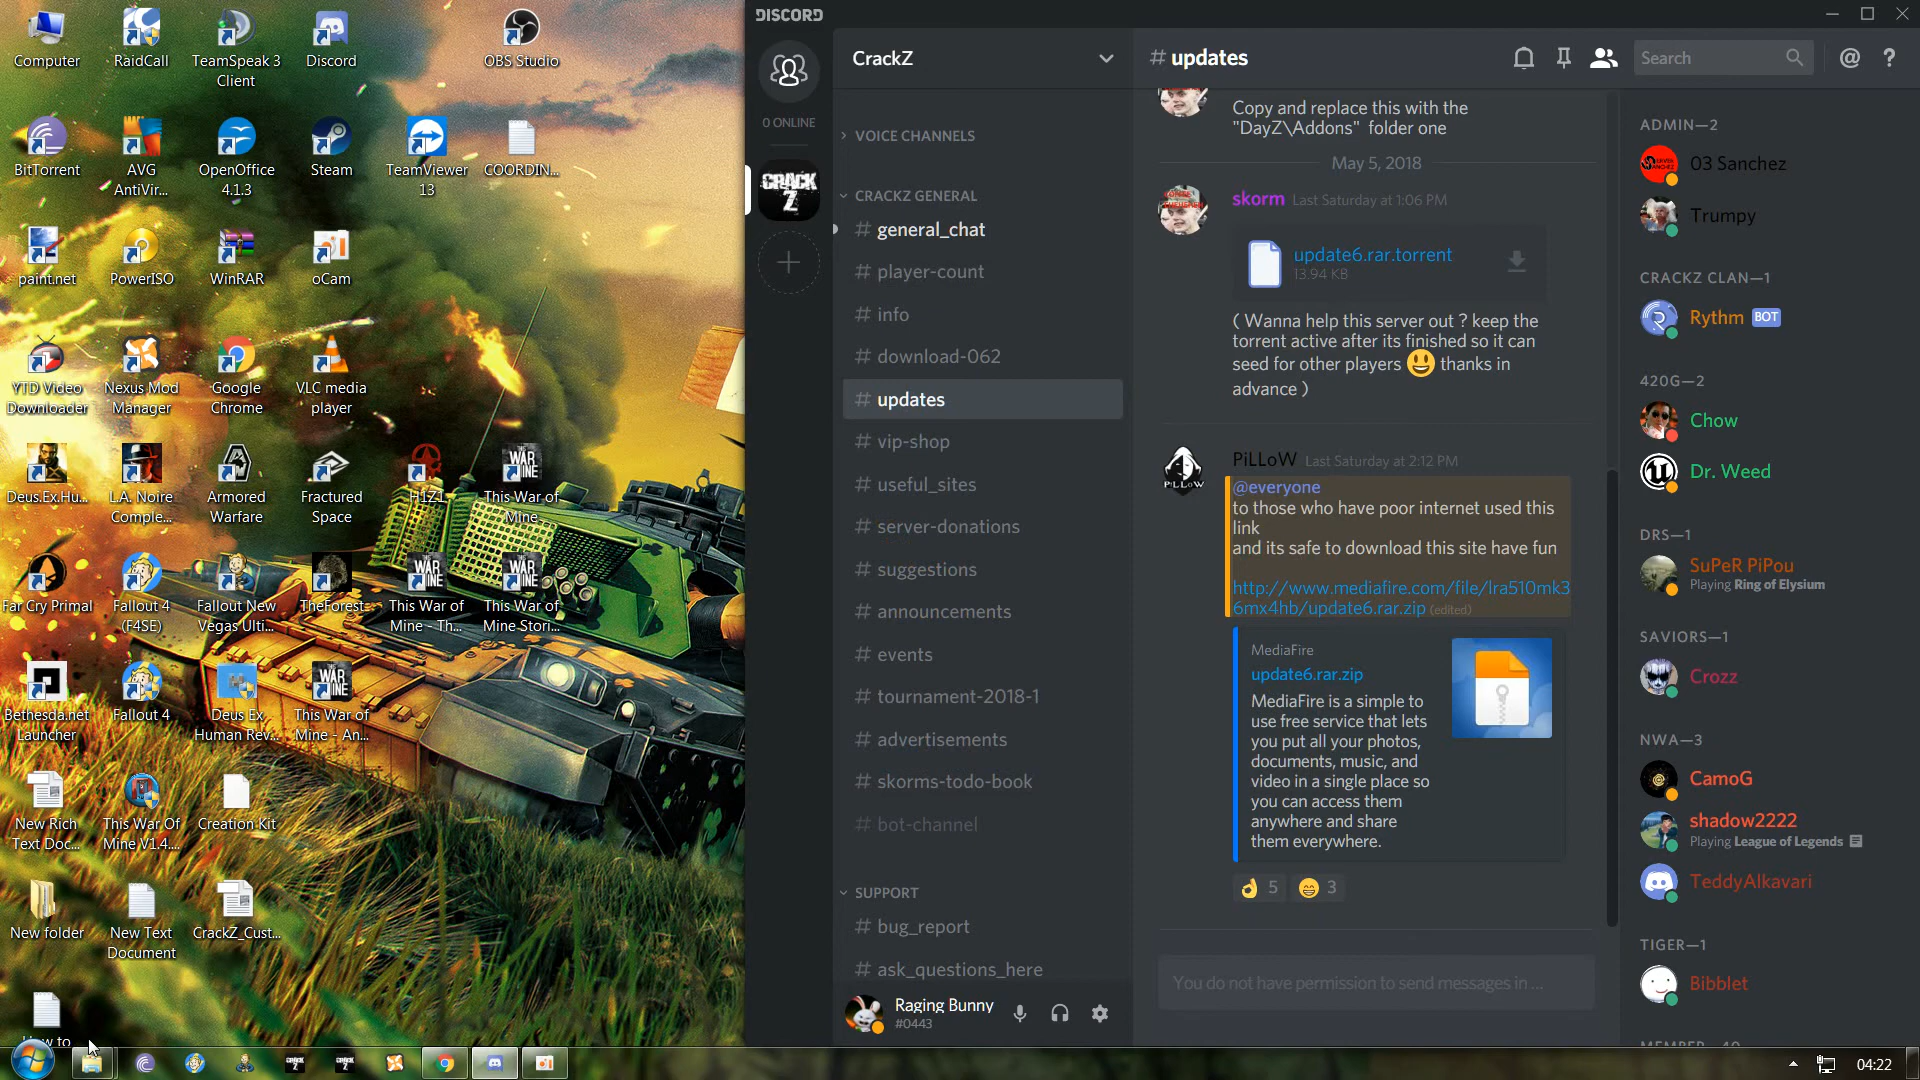 Computer
RaidCall
TeamSpeak 3
Client
Discord
OBS Studio
BitTorrent
AVG
AntiVir...
OpenOffice
4.1.3
Steam
TeamViewer
13
COORDIN...
paint.net
PowerISO
WinRAR
oCam
YTD Video
Downloader
Nexus Mod
Manager
Google
Chrome
VLC media
player
Deus.Ex.Hu...
L.A. Noire
Comple...
Armored
Warfare
Fractured
Space
H1Z1
This War of
Mine
Far Cry Primal
Fallout 4
(F4SE)
Fallout New
Vegas Ulti...
TheForest
This War of
Mine - Th...
This War of
Mine Stori...
Bethesda.net
Launcher
Fallout 4
Deus Ex
Human Rev...
This War of
Mine - An...
New Rich
Text Doc...
This War Of
Mine V1.4....
Creation Kit
New folder
New Text
Document
CrackZ_Cust...
How to
DISCORD
0 ONLINE
CRACK
Z
CrackZ
VOICE CHANNELS
CRACKZ GENERAL
# general_chat
# player-count
# info
# download-062
# updates
# vip-shop
# useful_sites
# server-donations
# suggestions
# announcements
# events
# tournament-2018-1
# advertisements
# skorms-todo-book
# bot-channel
SUPPORT
# bug_report
# ask_questions_here
Raging Bunny
#0443
# updates
Search
Copy and replace this with the
"DayZ\Addons" folder one
May 5, 2018
skorm Last Saturday at 1:06 PM
update6.rar.torrent
13.94 KB
( Wanna help this server out ? keep the
torrent active after its finished so it can
seed for other players 😃 thanks in
advance )
PiLLoW Last Saturday at 2:12 PM
@everyone
to those who have poor internet used this
link
and its safe to download this site have fun
http://www.mediafire.com/file/lra510mk3
6mx4hb/update6.rar.zip (edited)
MediaFire
update6.rar.zip
MediaFire is a simple to
use free service that lets
you put all your photos,
documents, music, and
video in a single place so
you can access them
anywhere and share
them everywhere.
👌 5 😄 3
You do not have permission to send messages in ...
ADMIN—2
03 Sanchez
Trumpy
CRACKZ CLAN—1
Rythm BOT
420G—2
Chow
Dr. Weed
DRS—1
SuPeR PiPou
Playing Ring of Elysium
SAVIORS—1
Crozz
NWA—3
CamoG
shadow2222
Playing League of Legends
TeddyAlkavari
TIGER—1
Bibblet
MEMBER—40
04:22